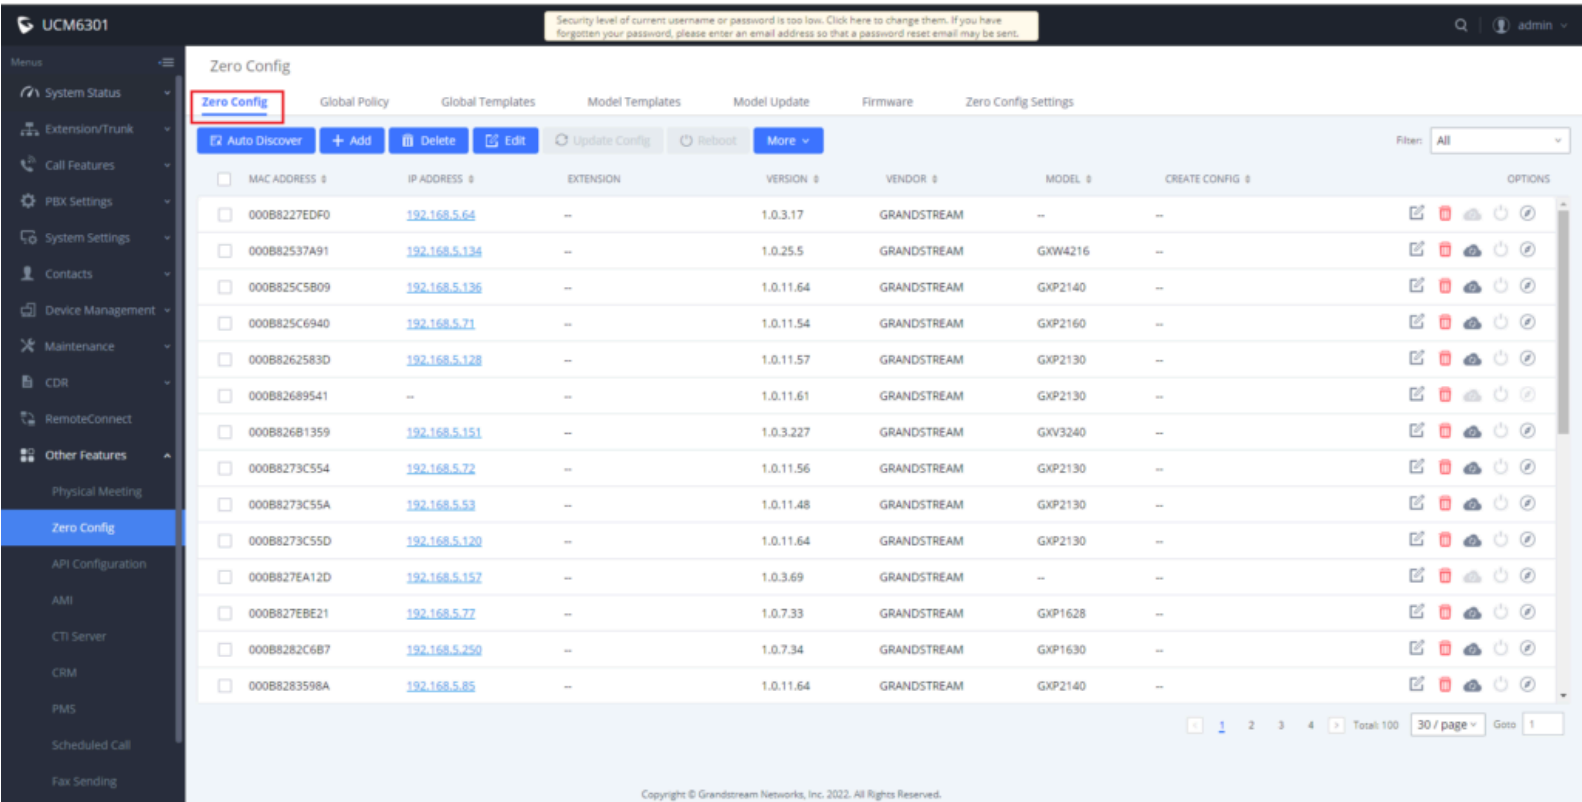 UCM6301
Security level of current username or password is too low. Click here to change them. If you have
forgotten your password, please enter an email address so that a password reset email may be sent.
admin
Menus
System Status
Extension/Trunk
Call Features
PBX Settings
System Settings
Contacts
Device Management
Maintenance
CDR
RemoteConnect
Other Features
Physical Meeting
Zero Config
API Configuration
AMI
CTI Server
CRM
PMS
Scheduled Call
Fax Sending
Zero Config
Zero Config Global Policy Global Templates Model Templates Model Update Firmware Zero Config Settings
Auto Discover + Add Delete Edit Update Config Reboot More Filter: All
MAC ADDRESS IP ADDRESS EXTENSION VERSION VENDOR MODEL CREATE CONFIG OPTIONS
000B8227EDF0 192.168.5.64 -- 1.0.3.17 GRANDSTREAM -- --
000B82537A91 192.168.5.134 -- 1.0.25.5 GRANDSTREAM GXW4216 --
000B825C5B09 192.168.5.136 -- 1.0.11.64 GRANDSTREAM GXP2140 --
000B825C6940 192.168.5.71 -- 1.0.11.54 GRANDSTREAM GXP2160 --
000B8262583D 192.168.5.128 -- 1.0.11.57 GRANDSTREAM GXP2130 --
000B82689541 -- -- 1.0.11.61 GRANDSTREAM GXP2130 --
000B826B1359 192.168.5.151 -- 1.0.3.227 GRANDSTREAM GXV3240 --
000B8273C554 192.168.5.72 -- 1.0.11.56 GRANDSTREAM GXP2130 --
000B8273C55A 192.168.5.53 -- 1.0.11.48 GRANDSTREAM GXP2130 --
000B8273C55D 192.168.5.120 -- 1.0.11.64 GRANDSTREAM GXP2130 --
000B827EA12D 192.168.5.157 -- 1.0.3.69 GRANDSTREAM -- --
000B827EBE21 192.168.5.77 -- 1.0.7.33 GRANDSTREAM GXP1628 --
000B8282C6B7 192.168.5.250 -- 1.0.7.34 GRANDSTREAM GXP1630 --
000B8283598A 192.168.5.85 -- 1.0.11.64 GRANDSTREAM GXP2140 --
< 1 2 3 4 > Total: 100 30 / page Goto 1
Copyright © Grandstream Networks, Inc. 2022. All Rights Reserved.